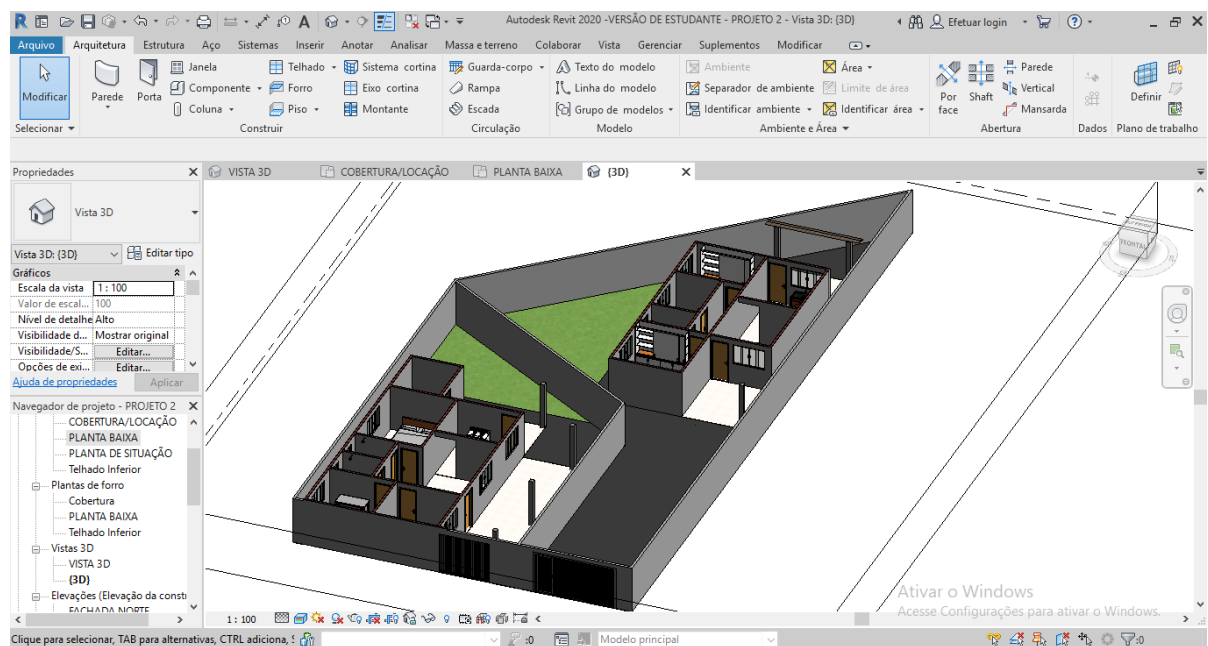 Autodesk Revit 2020 -VERSÃO DE ESTUDANTE - PROJETO 2 - Vista 3D: {3D}
Efetuar login
Arquivo Arquitetura Estrutura Aço Sistemas Inserir Anotar Analisar Massa e terreno Colaborar Vista Gerenciar Suplementos Modificar
Modificar
Parede
Porta
Janela
Componente
Coluna
Telhado
Forro
Piso
Sistema cortina
Eixo cortina
Montante
Guarda-corpo
Rampa
Escada
Texto do modelo
Linha do modelo
Grupo de modelos
Ambiente
Separador de ambiente
Identificar ambiente
Área
Limite de área
Identificar área
Por face
Shaft
Parede
Vertical
Mansarda
Definir
Selecionar Construir Circulação Modelo Ambiente e Área Abertura Dados Plano de trabalho
Propriedades
VISTA 3D COBERTURA/LOCAÇÃO PLANTA BAIXA {3D}
Vista 3D
Vista 3D: {3D} Editar tipo
Gráficos
Escala da vista 1 : 100
Valor de escal... 100
Nível de detalhe Alto
Visibilidade d... Mostrar original
Visibilidade/S... Editar...
Opções de exi... Editar...
Ajuda de propriedades Aplicar
Navegador de projeto - PROJETO 2
COBERTURA/LOCAÇÃO
PLANTA BAIXA
PLANTA DE SITUAÇÃO
Telhado Inferior
Plantas de forro
Cobertura
PLANTA BAIXA
Telhado Inferior
Vistas 3D
VISTA 3D
{3D}
Elevações (Elevação da constr
FACHADA NORTE
FRONTAL
Ativar o Windows
Acesse Configurações para ativar o Windows.
1 : 100
Clique para selecionar, TAB para alternativas, CTRL adiciona, :
:0
Modelo principal
:0